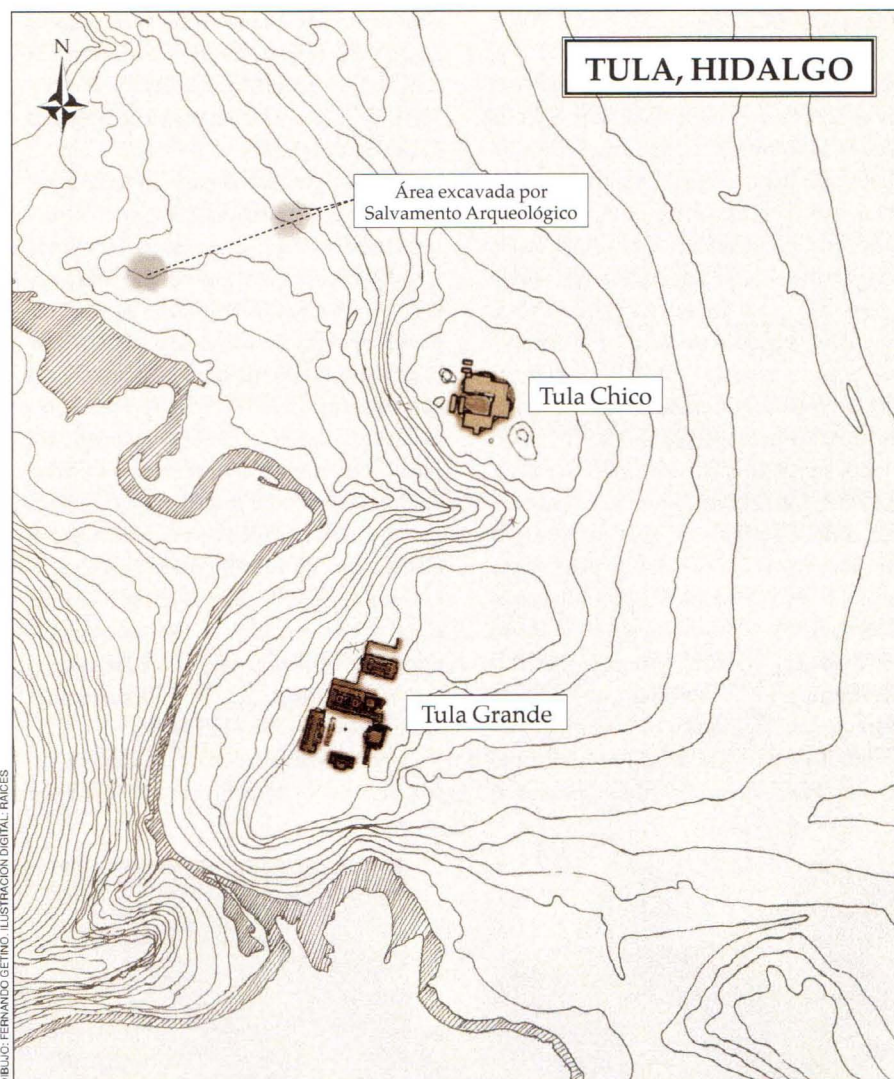 N
TULA, HIDALGO
Área excavada por
Salvamento Arqueológico
Tula Chico
Tula Grande
DIBUJO: FERNANDO GETINO. ILUSTRACIÓN DIGITAL: RAÍCES